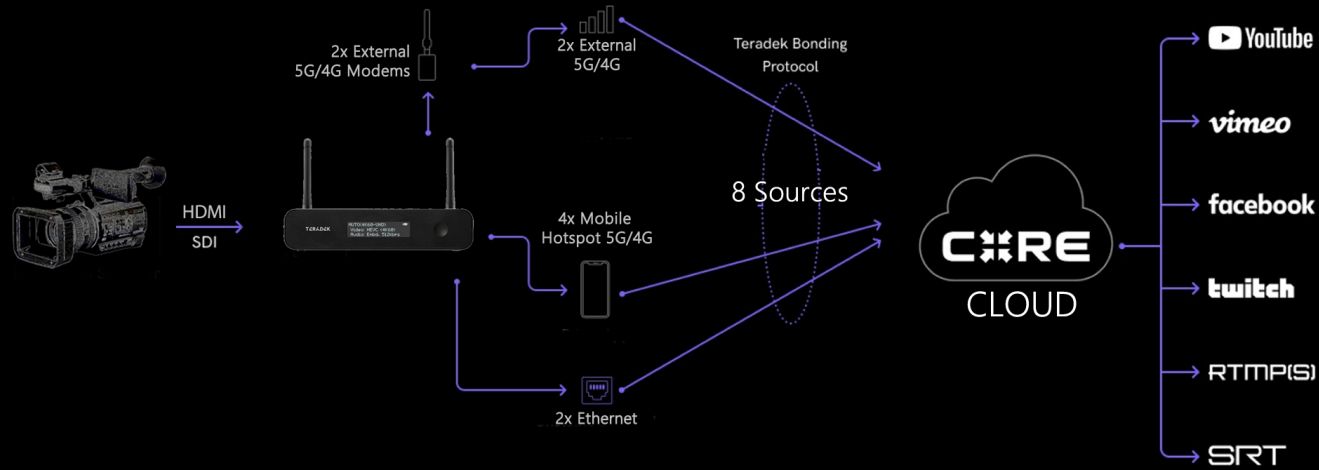 2x External
5G/4G Modems
2x External
5G/4G
Teradek Bonding
Protocol
HDMI
SDI
TERADEK
8 Sources
4x Mobile
Hotspot 5G/4G
2x Ethernet
CORE
CLOUD
YouTube
vimeo
facebook
twitch
RTMP(S)
SRT